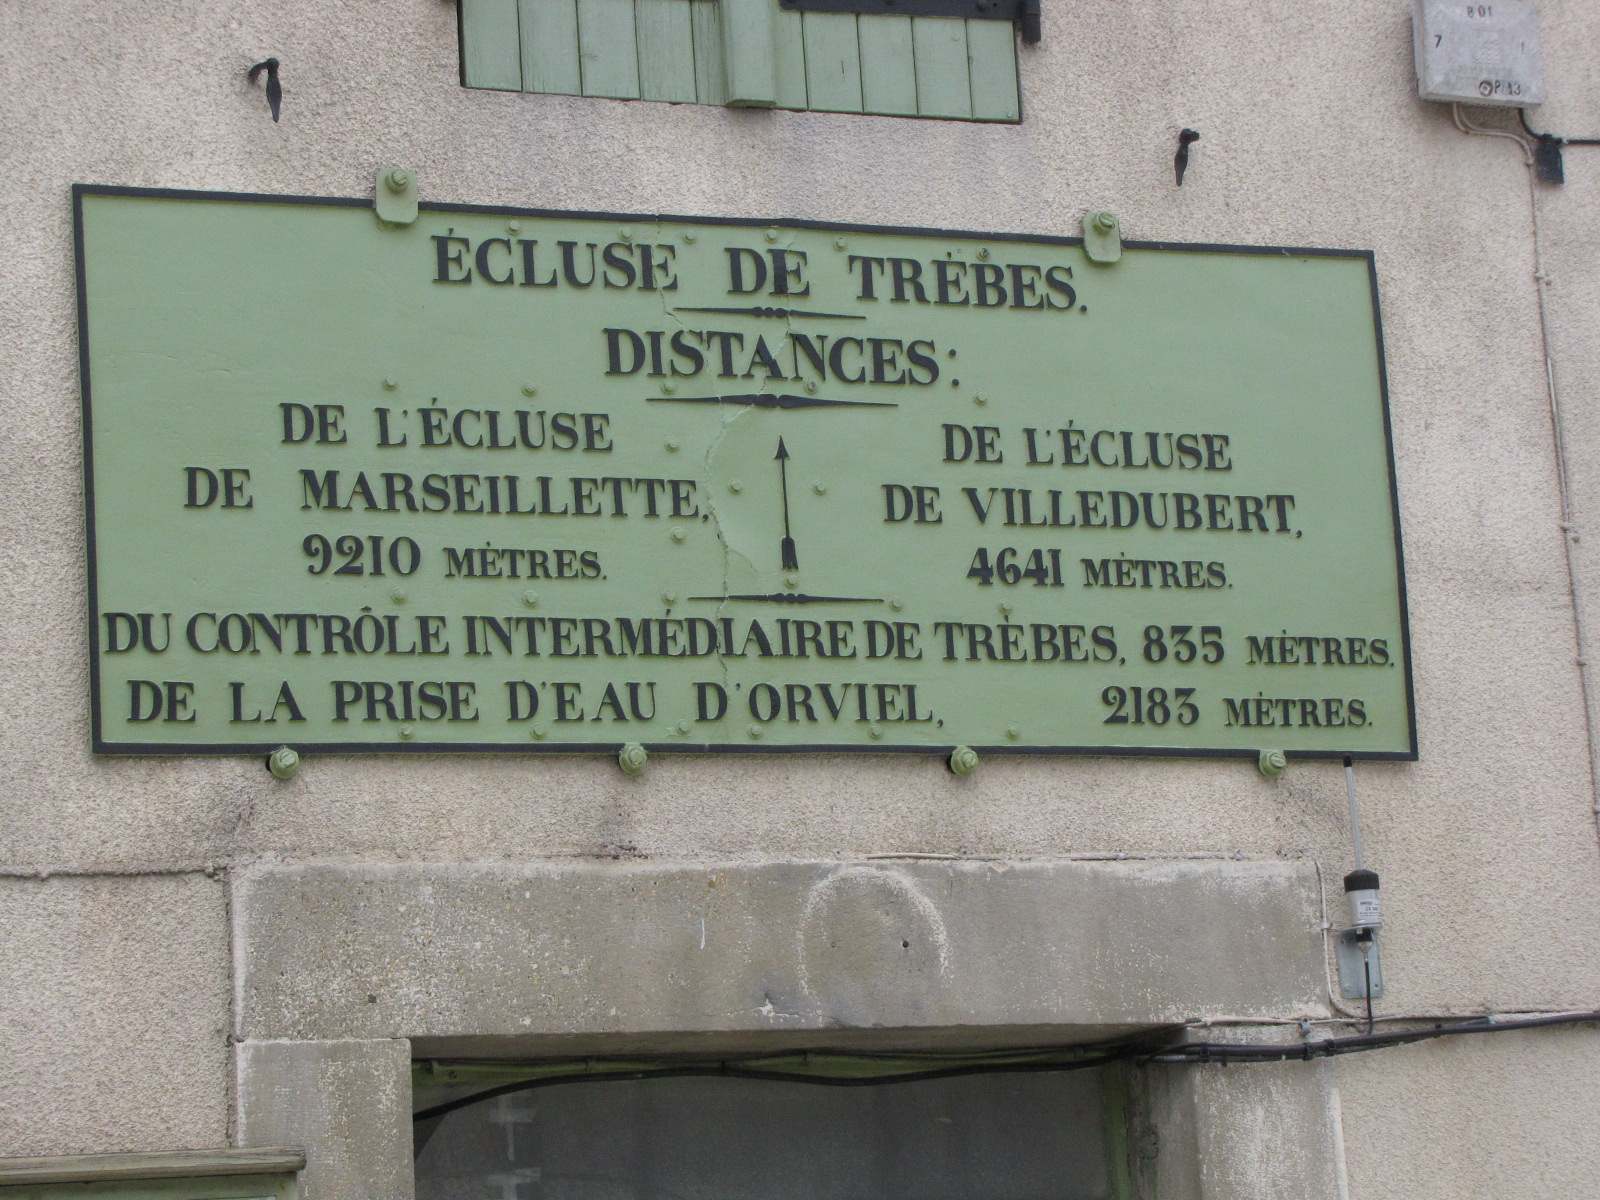 ÉCLUSE DE TRÈBES.
DISTANCES:
DE L'ÉCLUSE
DE MARSEILLETTE,
9210 MÈTRES.
DE L'ÉCLUSE
DE VILLEDUBERT,
4641 MÈTRES.
DU CONTRÔLE INTERMÉDIAIRE DE TRÈBES, 835 MÈTRES.
DE LA PRISE D'EAU D'ORVIEL, 2183 MÈTRES.